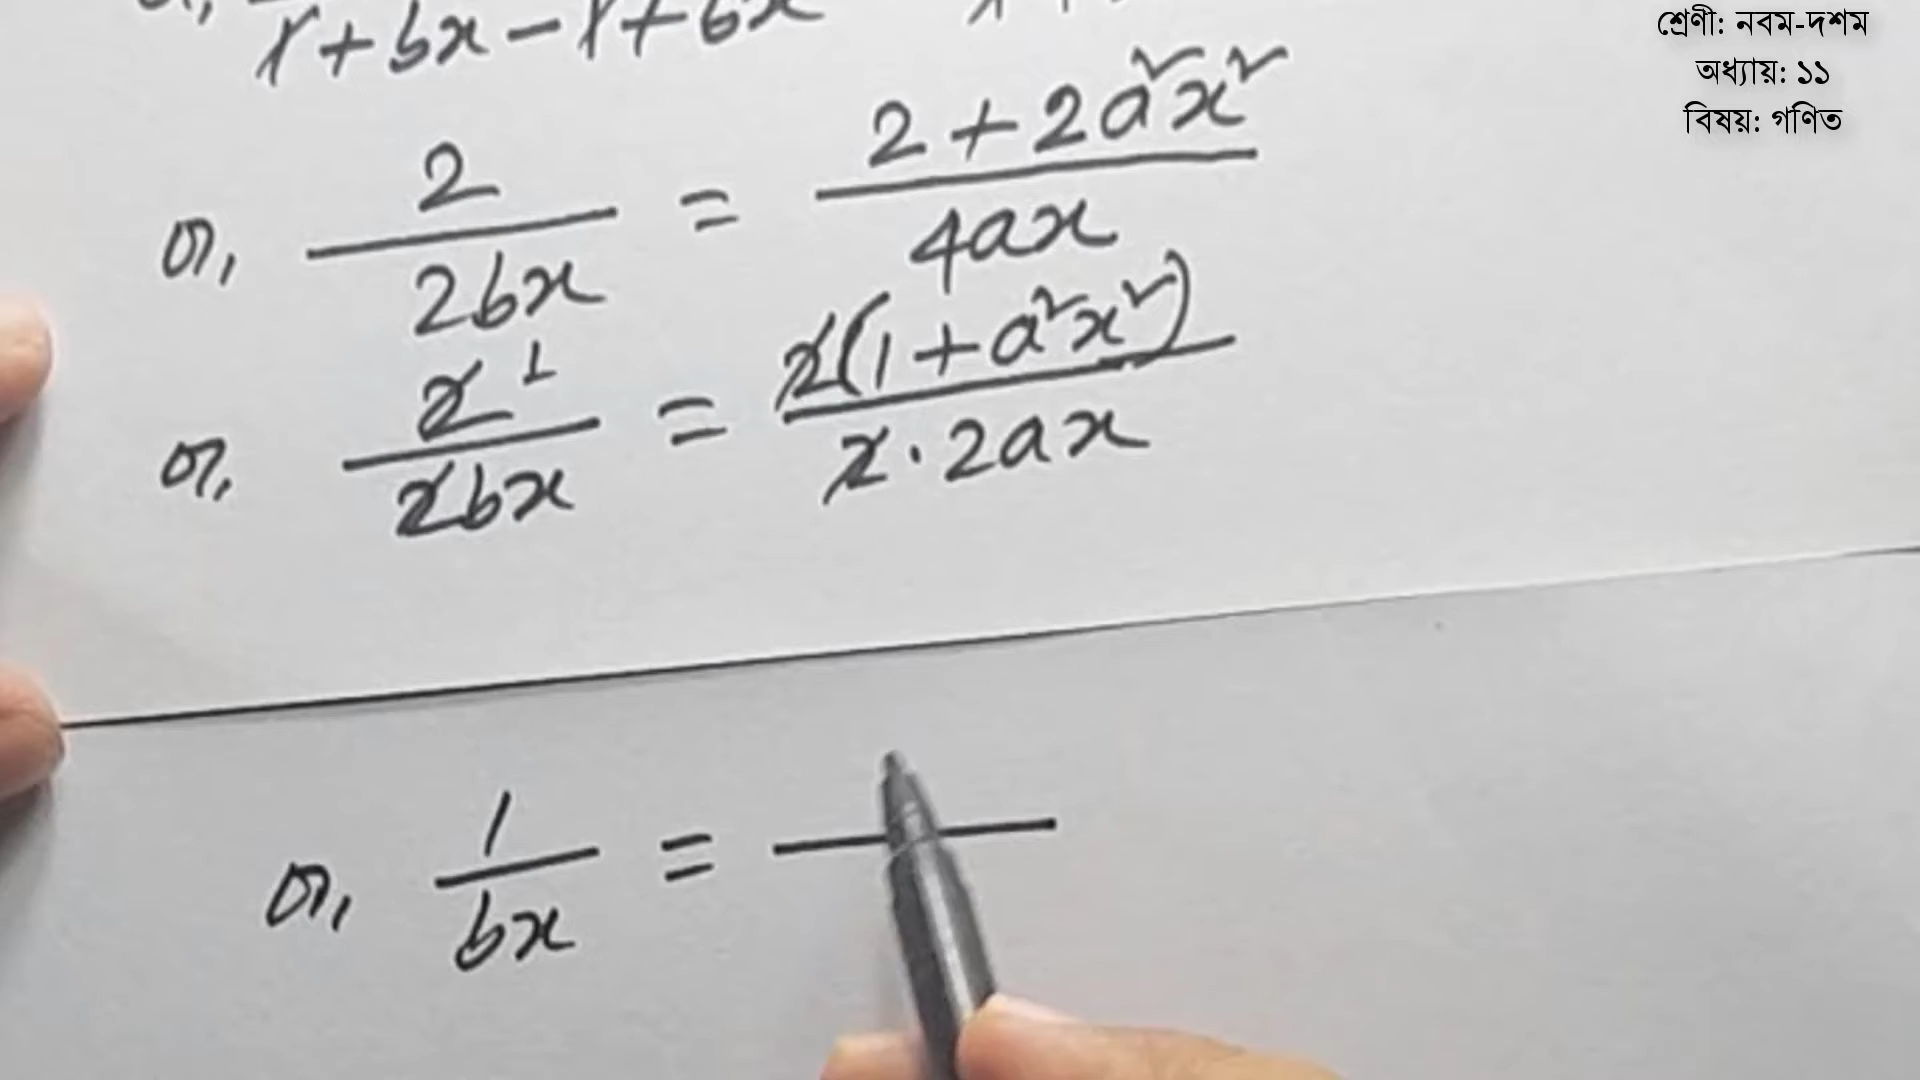 শ্রেণী: নবম-দশম
অধ্যায়: ১১
বিষয়: গণিত
1 + bx - 1 + bx
বা, 2/2bx = (2 + 2a²x²)/4ax
বা, 2 1/2bx = 2(1 + a²x²)/2·2ax
বা, 1/bx =